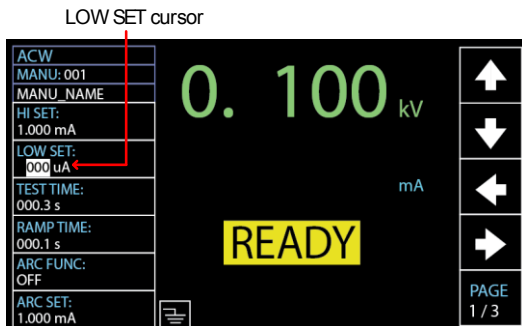 LOW SET cursor
ACW
MANU: 001
MANU_NAME
HI SET:
1.000 mA
LOW SET:
000 uA
TEST TIME:
000.3 s
RAMP TIME:
000.1 s
ARC FUNC:
OFF
ARC SET:
1.000 mA
0. 100 kV
mA
READY
PAGE
1 / 3